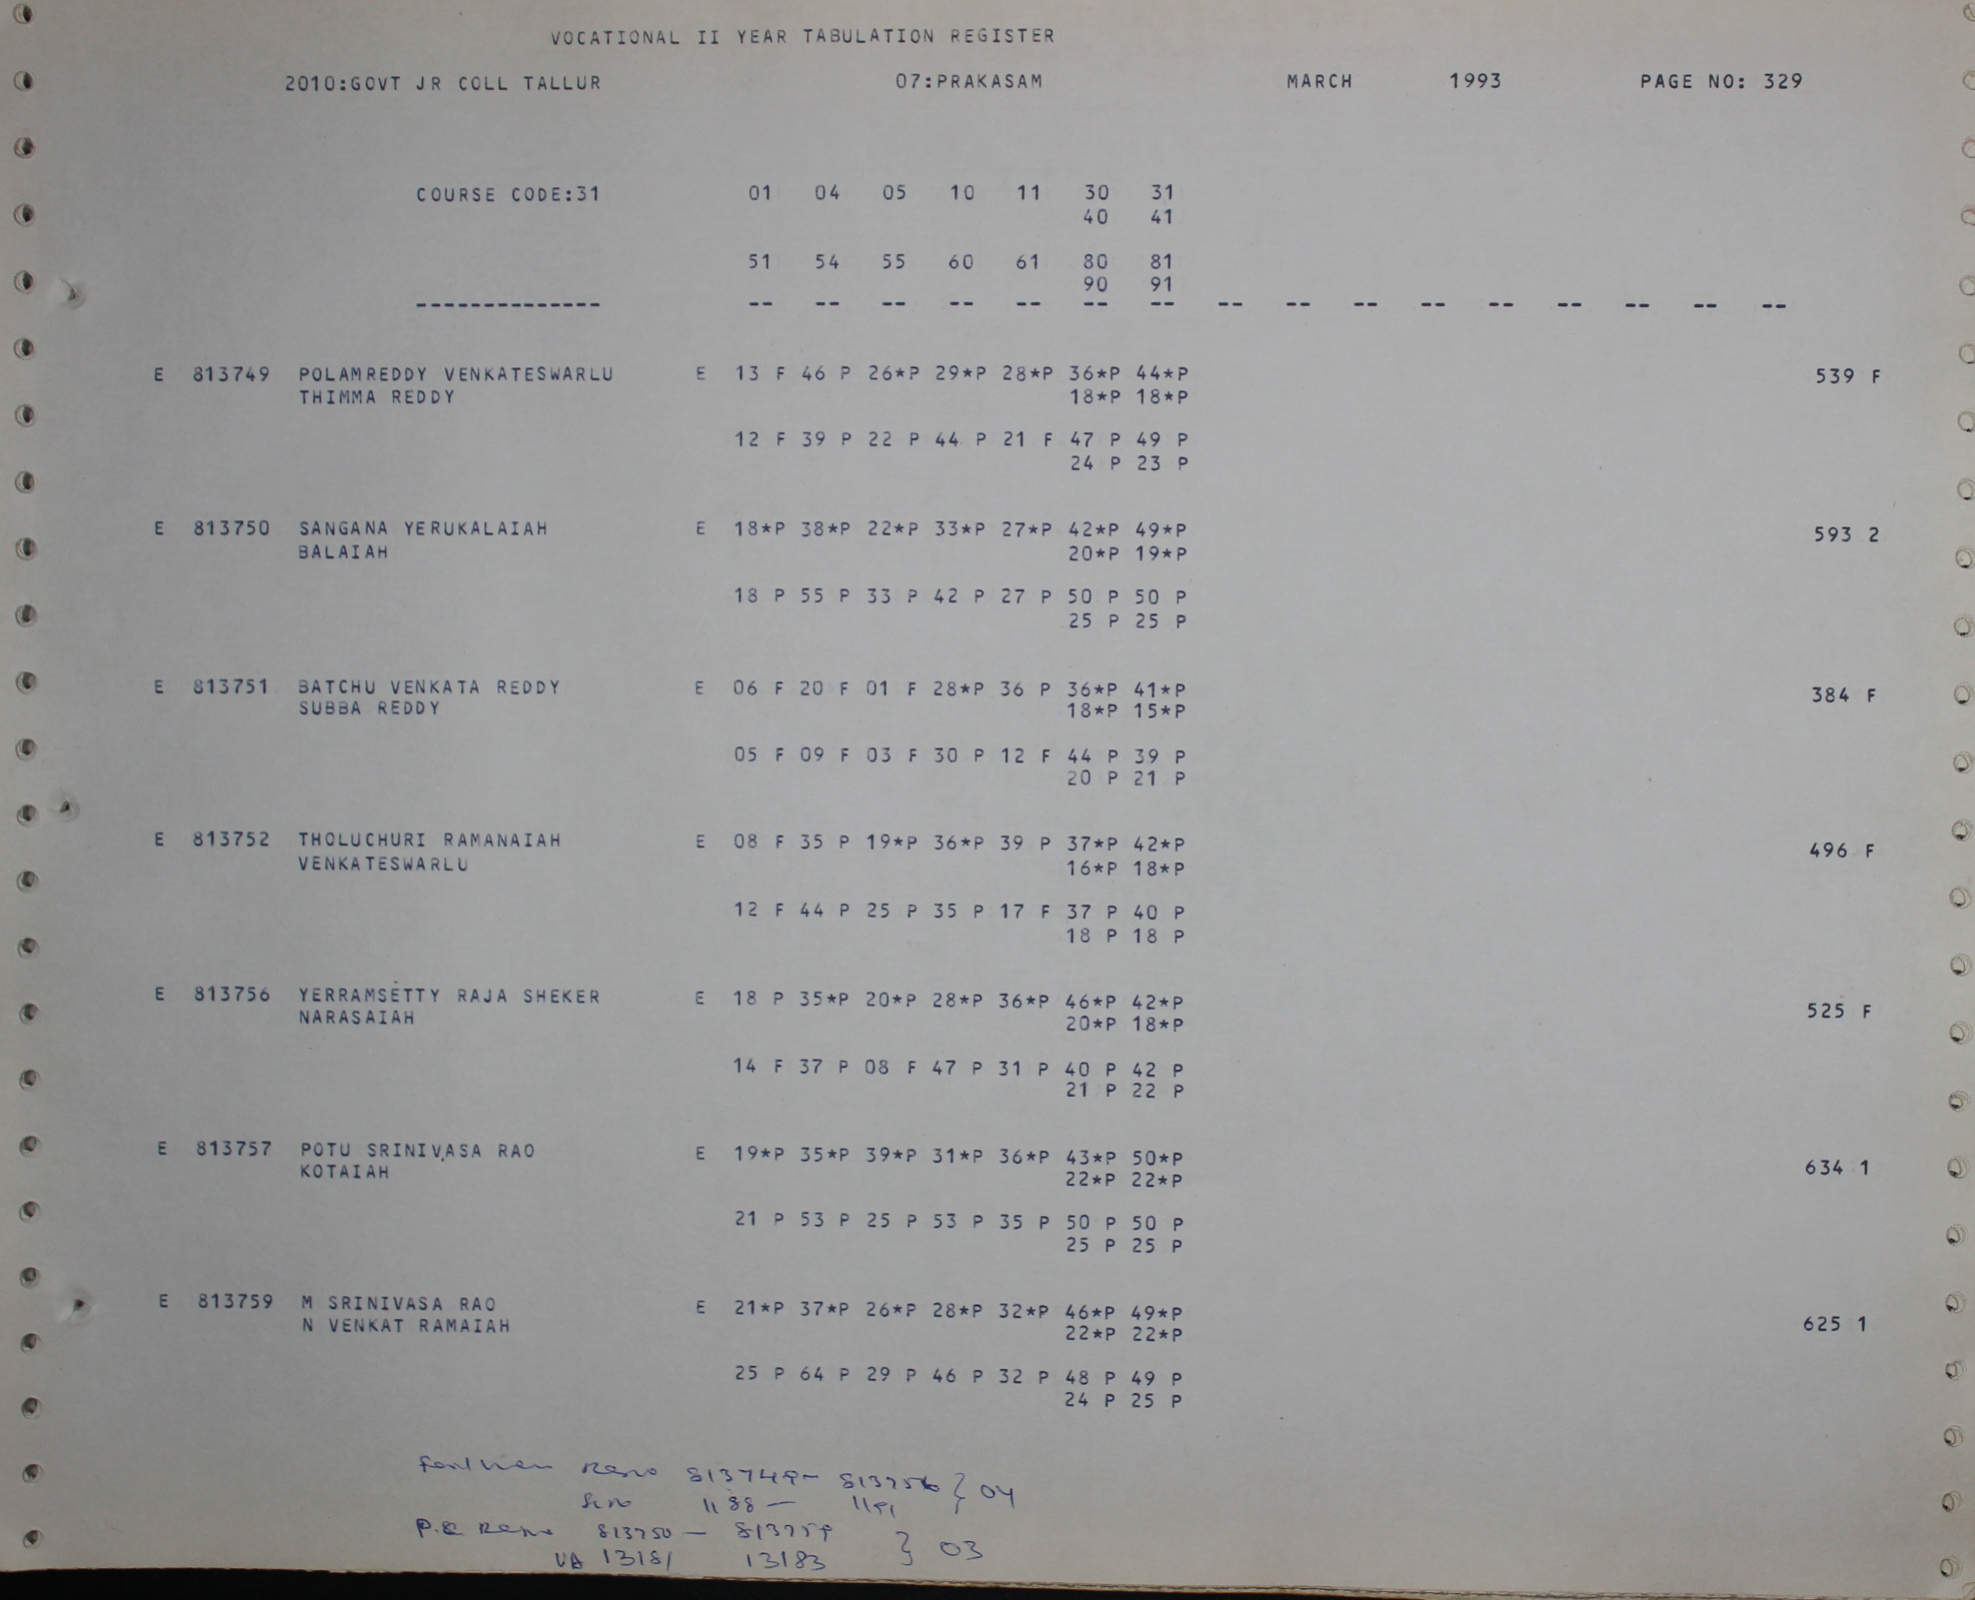 VOCATIONAL II YEAR TABULATION REGISTER
2010:GOVT JR COLL TALLUR 07:PRAKASAM MARCH 1993 PAGE NO: 329
COURSE CODE:31 01 04 05 10 11 30 31
40 41
51 54 55 60 61 80 81
90 91
------------- -- -- -- -- -- -- -- -- -- -- -- -- -- -- -- --
E 813749 POLAMREDDY VENKATESWARLU E 13 F 46 P 26*P 29*P 28*P 36*P 44*P 539 F
THIMMA REDDY 18*P 18*P
12 F 39 P 22 P 44 P 21 F 47 P 49 P
24 P 23 P
E 813750 SANGANA YERUKALAIAH E 18*P 38*P 22*P 33*P 27*P 42*P 49*P 593 2
BALAIAH 20*P 19*P
18 P 55 P 33 P 42 P 27 P 50 P 50 P
25 P 25 P
E 813751 BATCHU VENKATA REDDY E 06 F 20 F 01 F 28*P 36 P 36*P 41*P 384 F
SUBBA REDDY 18*P 15*P
05 F 09 F 03 F 30 P 12 F 44 P 39 P
20 P 21 P
E 813752 THOLUCHURI RAMANAIAH E 08 F 35 P 19*P 36*P 39 P 37*P 42*P 496 F
VENKATESWARLU 16*P 18*P
12 F 44 P 25 P 35 P 17 F 37 P 40 P
18 P 18 P
E 813756 YERRAMSETTY RAJA SHEKER E 18 P 35*P 20*P 28*P 36*P 46*P 42*P 525 F
NARASAIAH 20*P 18*P
14 F 37 P 08 F 47 P 31 P 40 P 42 P
21 P 22 P
E 813757 POTU SRINIVASA RAO E 19*P 35*P 39*P 31*P 36*P 43*P 50*P 634 1
KOTAIAH 22*P 22*P
21 P 53 P 25 P 53 P 35 P 50 P 50 P
25 P 25 P
E 813759 M SRINIVASA RAO E 21*P 37*P 26*P 28*P 32*P 46*P 49*P 625 1
N VENKAT RAMAIAH 22*P 22*P
25 P 64 P 29 P 46 P 32 P 48 P 49 P
24 P 25 P
813749- 813756 } 04
1188 - 1191
813750 - 813759 } 03
13181 13183